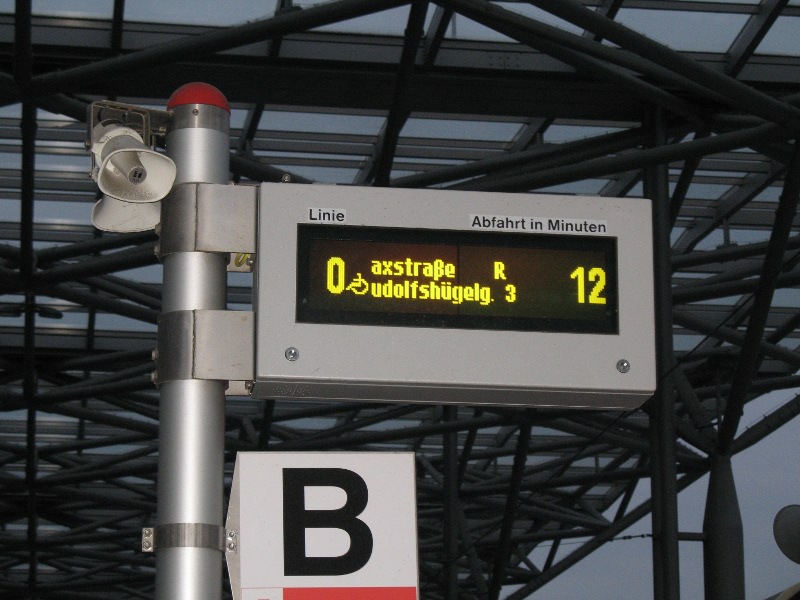 Linie Abfahrt in Minuten
0 axstraße R 12
udolfshügelg. 3
B